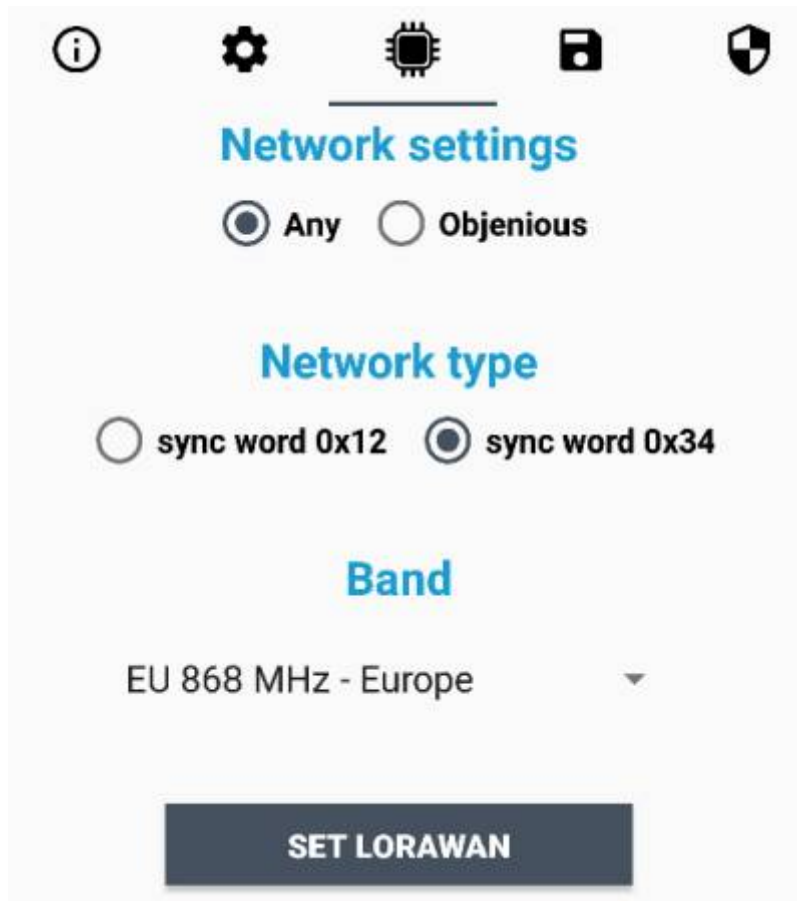 Network settings
Any Objenious
Network type
sync word 0x12 sync word 0x34
Band
EU 868 MHz - Europe
SET LORAWAN